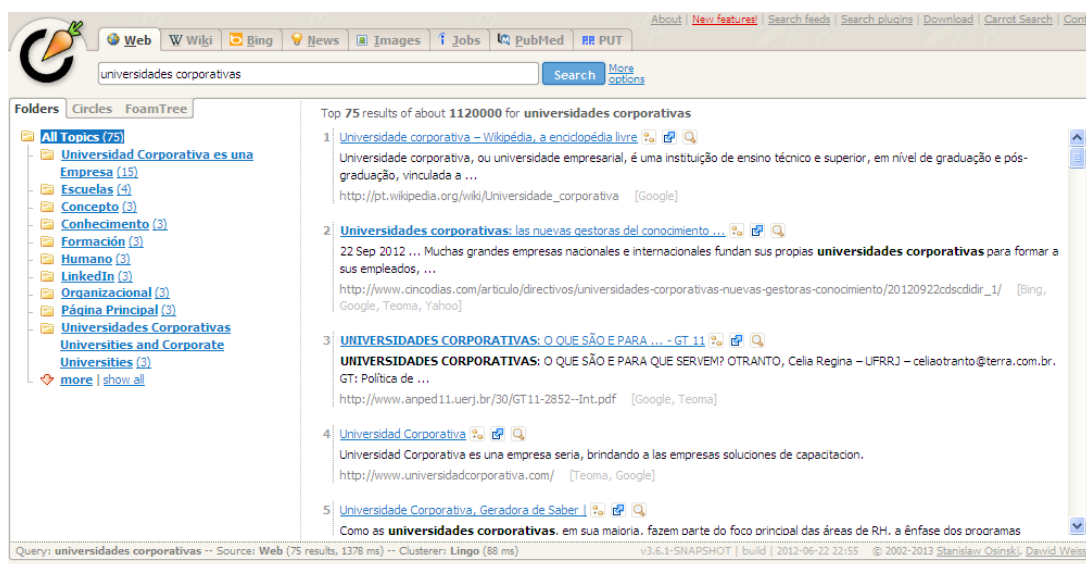 About | New features! | Search feeds | Search plugins | Download | Carrot Search |
Web Wiki Bing News Images Jobs PubMed PUT
universidades corporativas Search More options
Folders Circles FoamTree
All Topics (75)
Universidad Corporativa es una
Empresa (15)
Escuelas (4)
Concepto (3)
Conhecimento (3)
Formación (3)
Humano (3)
LinkedIn (3)
Organizacional (3)
Página Principal (3)
Universidades Corporativas
Universities and Corporate
Universities (3)
more | show all
Top 75 results of about 1120000 for universidades corporativas
1 Universidade corporativa – Wikipédia, a enciclopédia livre
Universidade corporativa, ou universidade empresarial, é uma instituição de ensino técnico e superior, em nível de graduação e pós-
graduação, vinculada a ...
http://pt.wikipedia.org/wiki/Universidade_corporativa [Google]
2 Universidades corporativas: las nuevas gestoras del conocimiento ...
22 Sep 2012 ... Muchas grandes empresas nacionales e internacionales fundan sus propias universidades corporativas para formar a
sus empleados, ...
http://www.cincodias.com/articulo/directivos/universidades-corporativas-nuevas-gestoras-conocimiento/20120922cdscdidir_1/ [Bing,
Google, Teoma, Yahoo]
3 UNIVERSIDADES CORPORATIVAS: O QUE SÃO E PARA ... - GT 11
UNIVERSIDADES CORPORATIVAS: O QUE SÃO E PARA QUE SERVEM? OTRANTO, Celia Regina – UFRRJ – celiaotranto@terra.com.br.
GT: Política de ...
http://www.anped11.uerj.br/30/GT11-2852--Int.pdf [Google, Teoma]
4 Universidad Corporativa
Universidad Corporativa es una empresa seria, brindando a las empresas soluciones de capacitacion.
http://www.universidadcorporativa.com/ [Teoma, Google]
5 Universidade Corporativa, Geradora de Saber |
Como as universidades corporativas, em sua maioria, fazem parte do foco principal das áreas de RH, a ênfase dos programas
Query: universidades corporativas -- Source: Web (75 results, 1378 ms) -- Clusterer: Lingo (88 ms) v3.6.1-SNAPSHOT | build | 2012-06-22 22:55 © 2002-2013 Stanislaw Osinski, Dawid Weiss